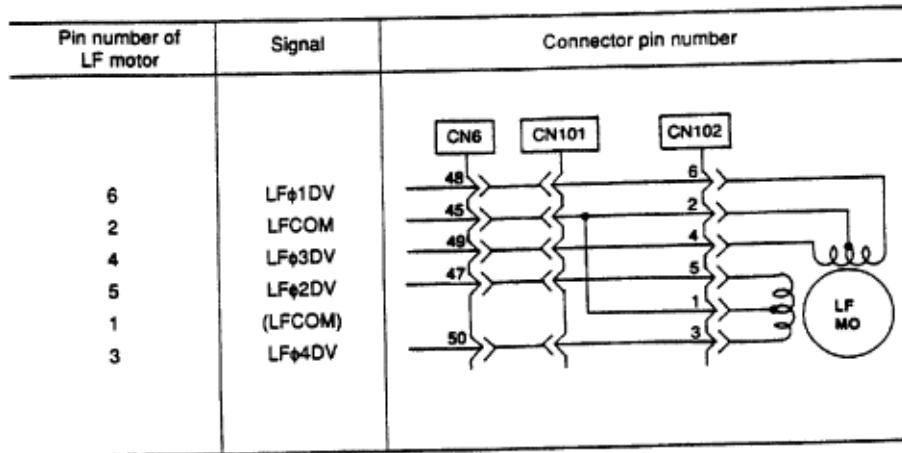 Pin number of
LF motor
Signal
Connector pin number
CN6 CN101 CN102
6 LFφ1DV 48 6
2 LFCOM 45 2
4 LFφ3DV 49 4
5 LFφ2DV 47 5
1 (LFCOM) 1
3 LFφ4DV 50 3
LF
MO